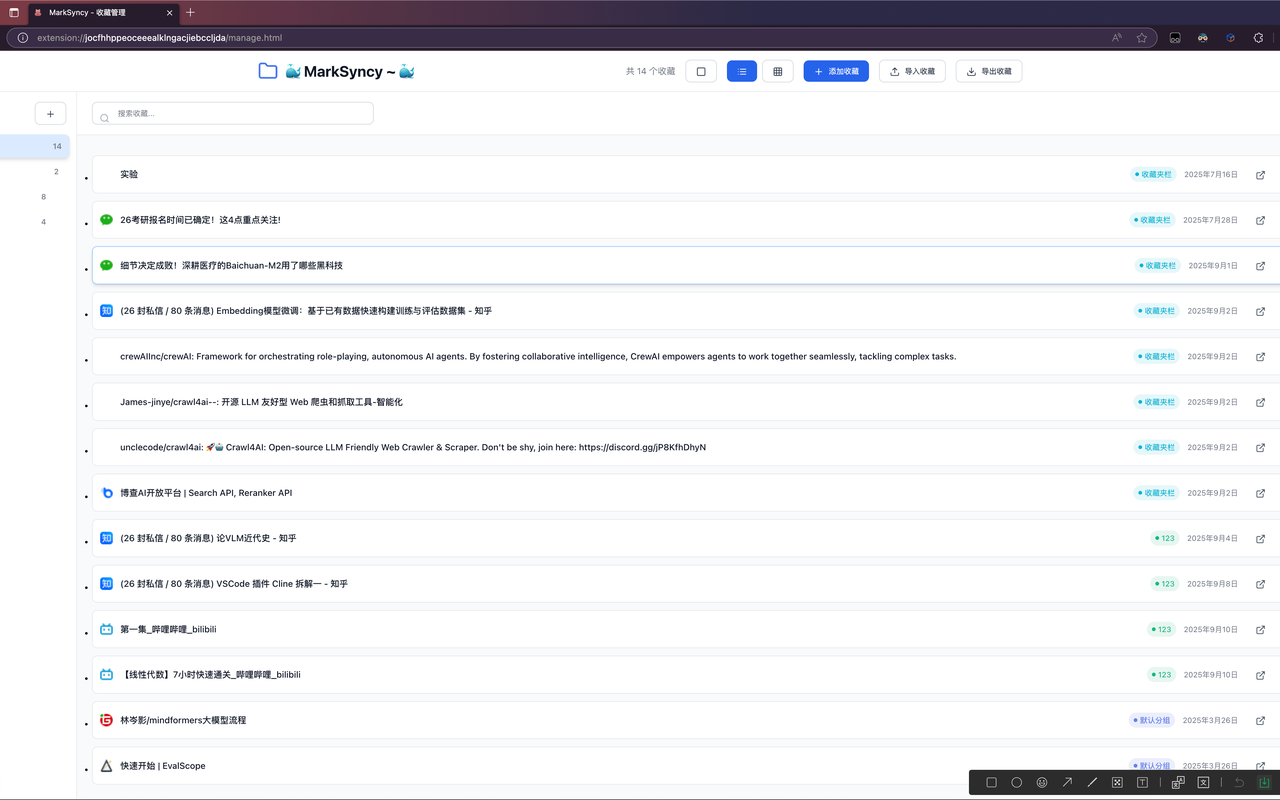 MarkSyncy - 收藏管理
extension://jocfhhppeoceeealklngacjiebccljda/manage.html
MarkSyncy ~
共 14 个收藏
添加收藏
导入收藏
导出收藏
搜索收藏...
14
2
8
4
实验 收藏夹栏 2025年7月16日
26考研报名时间已确定！这4点重点关注! 收藏夹栏 2025年7月28日
细节决定成败！深耕医疗的Baichuan-M2用了哪些黑科技 收藏夹栏 2025年9月1日
(26 封私信 / 80 条消息) Embedding模型微调：基于已有数据快速构建训练与评估数据集 - 知乎 收藏夹栏 2025年9月2日
crewAIInc/crewAI: Framework for orchestrating role-playing, autonomous AI agents. By fostering collaborative intelligence, CrewAI empowers agents to work together seamlessly, tackling complex tasks. 收藏夹栏 2025年9月2日
James-jinye/crawl4ai--: 开源 LLM 友好型 Web 爬虫和抓取工具-智能化 收藏夹栏 2025年9月2日
unclecode/crawl4ai: 🚀🤖 Crawl4AI: Open-source LLM Friendly Web Crawler & Scraper. Don't be shy, join here: https://discord.gg/jP8KfhDhyN 收藏夹栏 2025年9月2日
博查AI开放平台 | Search API, Reranker API 收藏夹栏 2025年9月2日
(26 封私信 / 80 条消息) 论VLM近代史 - 知乎 123 2025年9月4日
(26 封私信 / 80 条消息) VSCode 插件 Cline 拆解一 - 知乎 123 2025年9月8日
第一集_哔哩哔哩_bilibili 123 2025年9月10日
【线性代数】7小时快速通关_哔哩哔哩_bilibili 123 2025年9月10日
林岑影/mindformers大模型流程 默认分组 2025年3月26日
快速开始 | EvalScope 默认分组 2025年3月26日